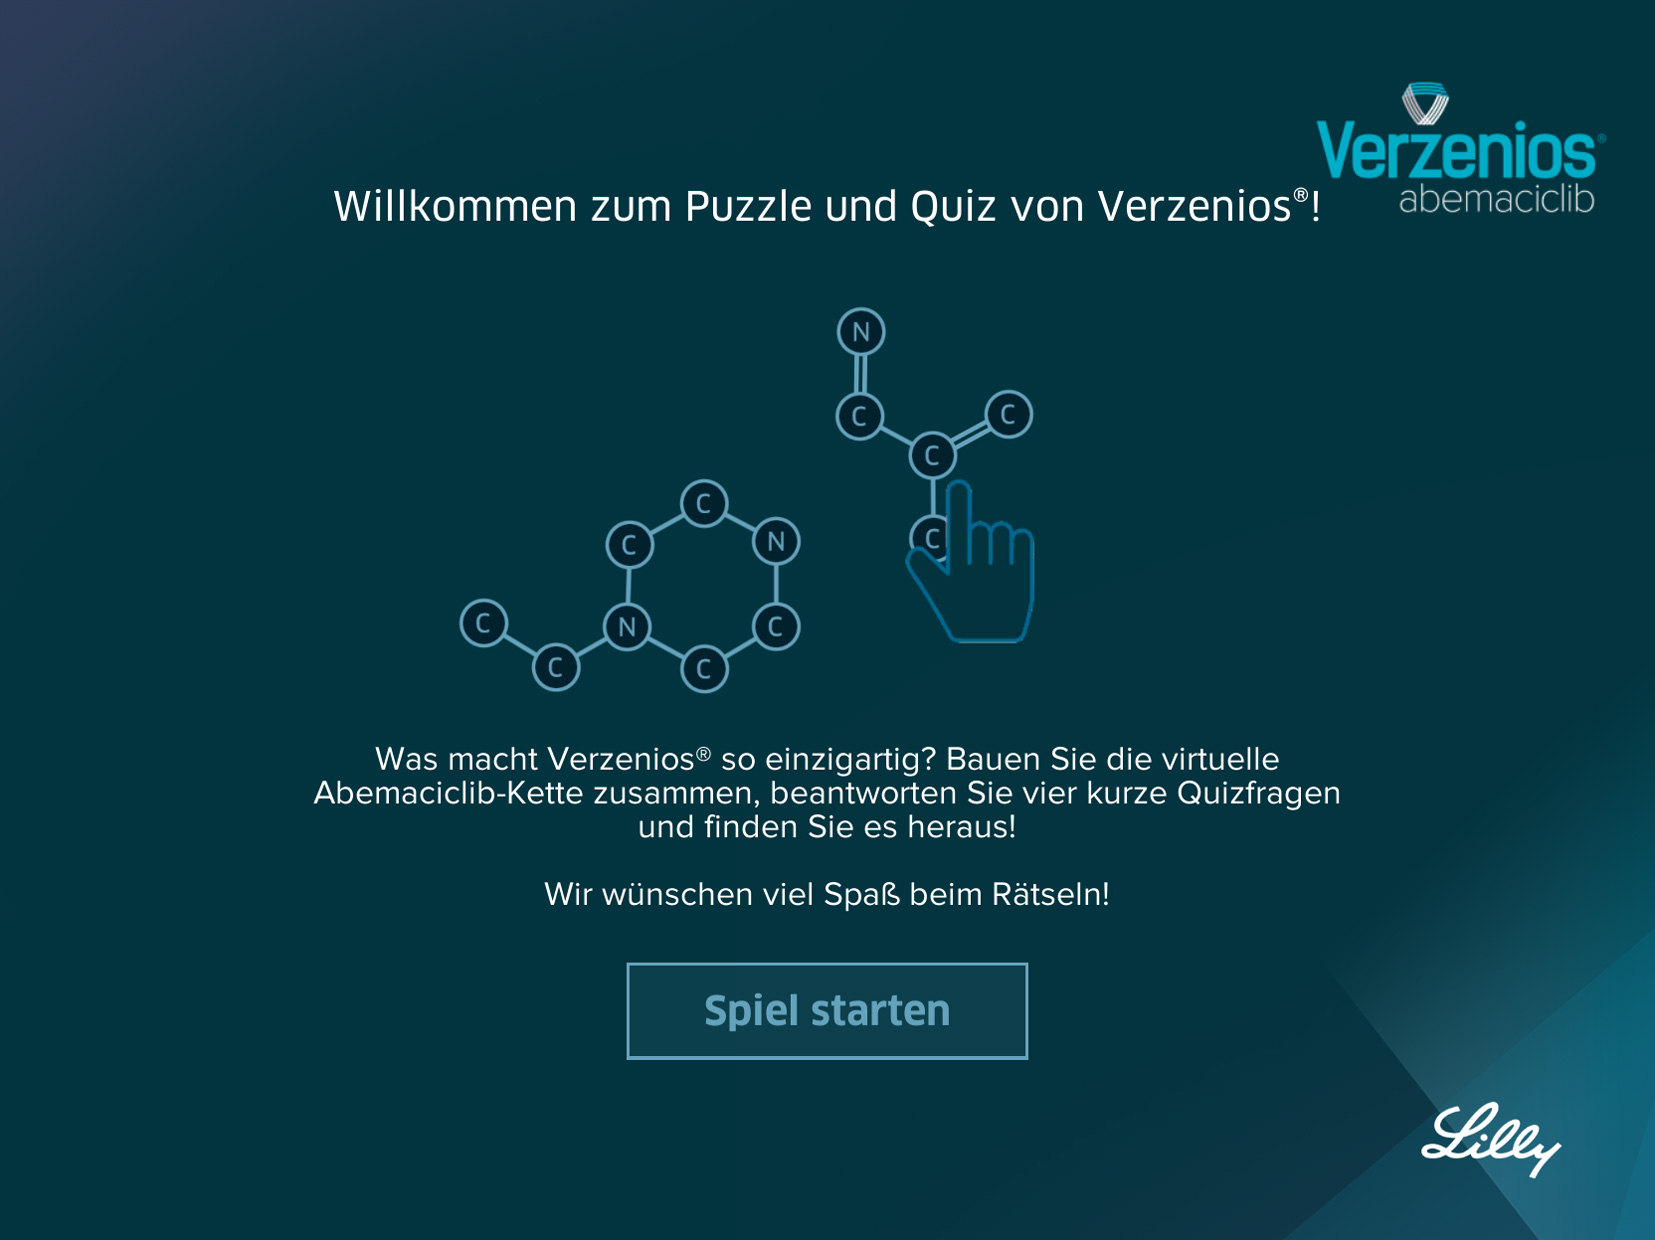 Verzenios®
abemaciclib
Willkommen zum Puzzle und Quiz von Verzenios®!
N
C
C
C
C
C
C
N
C
N
C
C
C
Was macht Verzenios® so einzigartig? Bauen Sie die virtuelle
Abemaciclib-Kette zusammen, beantworten Sie vier kurze Quizfragen
und finden Sie es heraus!
Wir wünschen viel Spaß beim Rätseln!
Spiel starten
Lilly